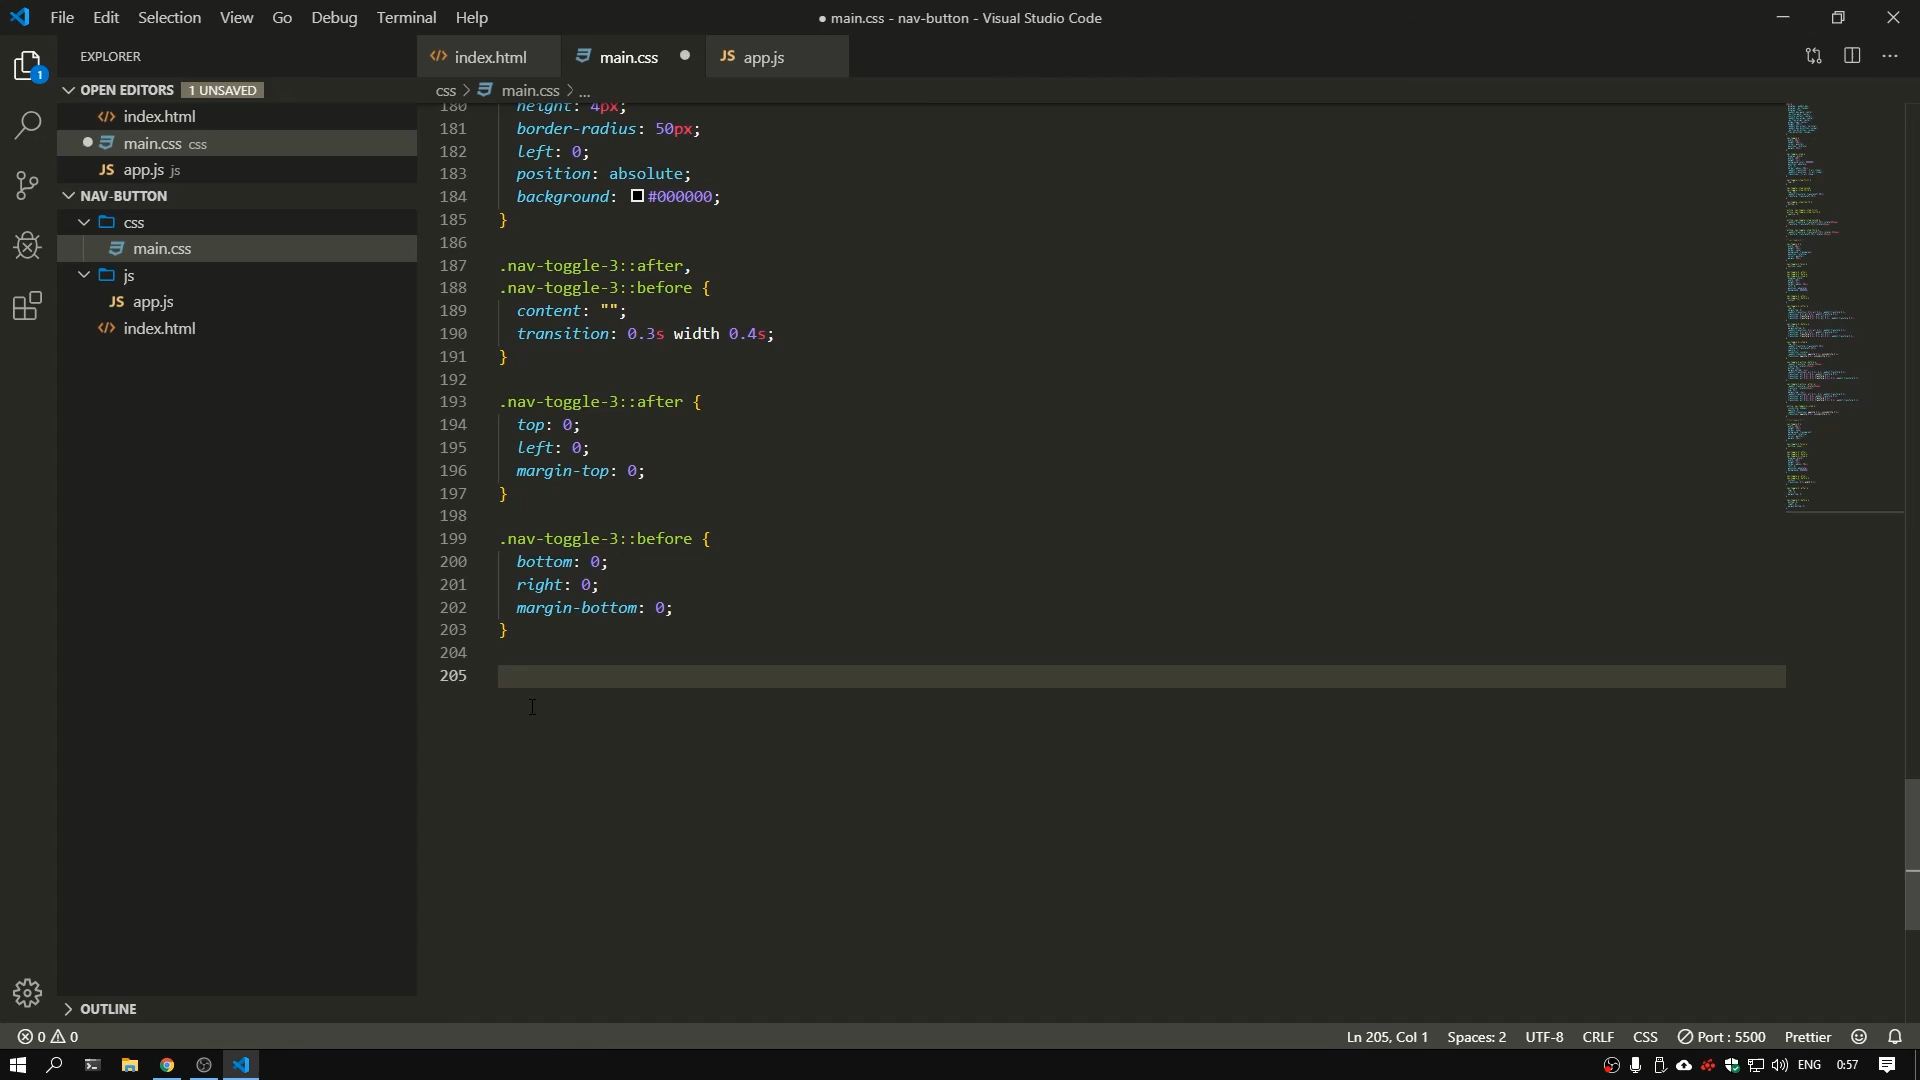 File Edit Selection View Go Debug Terminal Help
● main.css - nav-button - Visual Studio Code
EXPLORER
OPEN EDITORS 1 UNSAVED
index.html
main.css css
JS app.js js
NAV-BUTTON
css
main.css
js
JS app.js
index.html
OUTLINE
index.html
main.css
JS app.js
css > main.css > ...
180 height: 4px;
181 border-radius: 50px;
182 left: 0;
183 position: absolute;
184 background: #000000;
185 }
186
187 .nav-toggle-3::after,
188 .nav-toggle-3::before {
189 content: "";
190 transition: 0.3s width 0.4s;
191 }
192
193 .nav-toggle-3::after {
194 top: 0;
195 left: 0;
196 margin-top: 0;
197 }
198
199 .nav-toggle-3::before {
200 bottom: 0;
201 right: 0;
202 margin-bottom: 0;
203 }
204
205
0 0
Ln 205, Col 1 Spaces: 2 UTF-8 CRLF CSS Port : 5500 Prettier
1
ENG 0:57